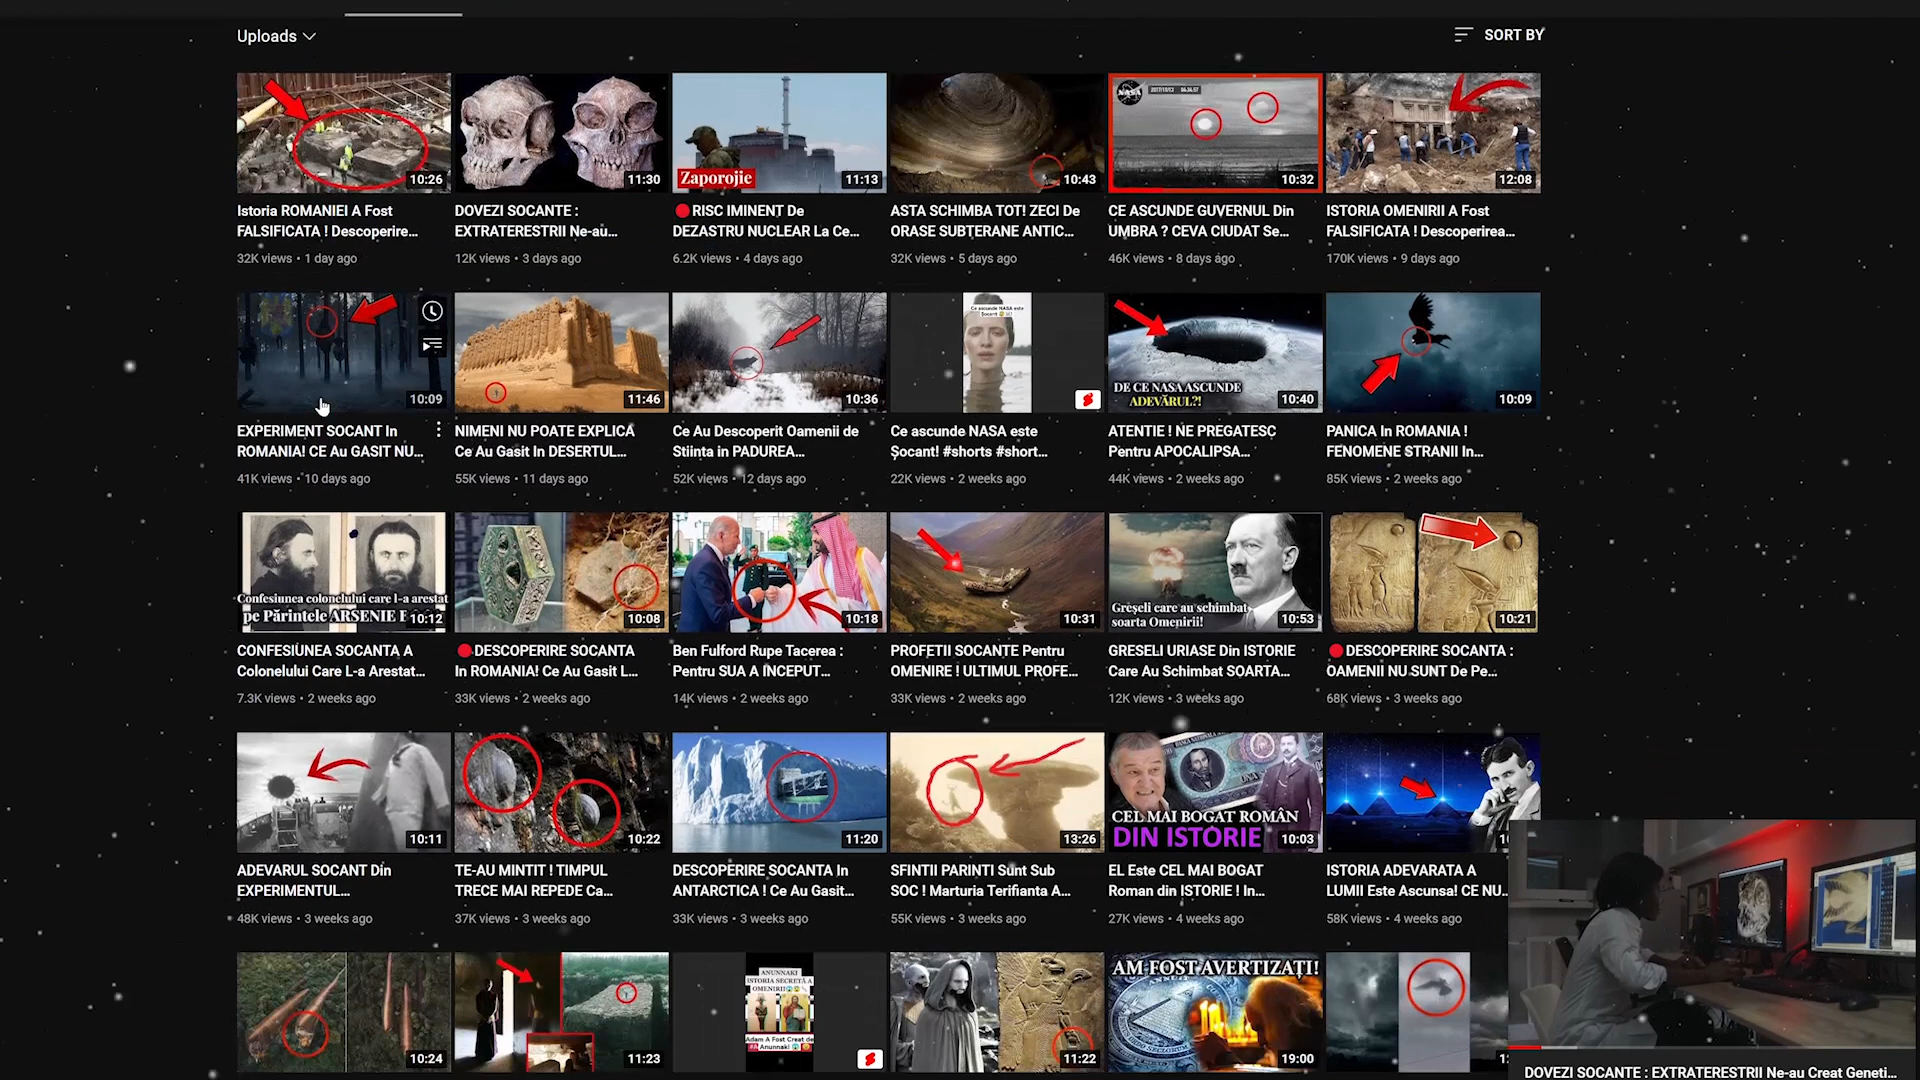 Uploads
SORT BY
10:26
11:30
Zaporojie
11:13
10:43
NASA
10:32
12:08
Istoria ROMANIEI A Fost
FALSIFICATA ! Descoperire...
32K views • 1 day ago
DOVEZI SOCANTE :
EXTRATERESTRII Ne-au...
12K views • 3 days ago
🔴RISC IMINENT De
DEZASTRU NUCLEAR La Ce...
6.2K views • 4 days ago
ASTA SCHIMBA TOT! ZECI De
ORASE SUBTERANE ANTIC...
32K views • 5 days ago
CE ASCUNDE GUVERNUL Din
UMBRA ? CEVA CIUDAT Se...
46K views • 8 days ago
ISTORIA OMENIRII A Fost
FALSIFICATA ! Descoperirea...
170K views • 9 days ago
10:09
11:46
10:36
Ce ascunde NASA este
Șocant
DE CE NASA ASCUNDE
ADEVĂRUL?!
10:40
10:09
EXPERIMENT SOCANT In
ROMANIA! CE Au GASIT NU...
41K views • 10 days ago
NIMENI NU POATE EXPLICA
Ce Au Gasit In DESERTUL...
55K views • 11 days ago
Ce Au Descoperit Oamenii de
Stiinta in PADUREA...
52K views • 12 days ago
Ce ascunde NASA este
Șocant! #shorts #short...
22K views • 2 weeks ago
ATENTIE ! NE PREGATESC
Pentru APOCALIPSA...
44K views • 2 weeks ago
PANICA In ROMANIA !
FENOMENE STRANII In...
85K views • 2 weeks ago
Confesiunea colonelului care l-a arestat
pe Părintele ARSENIE
10:12
10:08
10:18
10:31
Greșeli care au schimbat
soarta Omenirii!
10:53
10:21
CONFESIUNEA SOCANTA A
Colonelului Care L-a Arestat...
7.3K views • 2 weeks ago
🔴DESCOPERIRE SOCANTA
In ROMANIA! Ce Au Gasit L...
33K views • 2 weeks ago
Ben Fulford Rupe Tacerea :
Pentru SUA A INCEPUT...
14K views • 2 weeks ago
PROFETII SOCANTE Pentru
OMENIRE ! ULTIMUL PROFE...
33K views • 2 weeks ago
GRESELI URIASE Din ISTORIE
Care Au Schimbat SOARTA...
12K views • 3 weeks ago
🔴DESCOPERIRE SOCANTA :
OAMENII NU SUNT De Pe...
68K views • 3 weeks ago
10:11
10:22
11:20
13:26
CEL MAI BOGAT ROMÂN
DIN ISTORIE
10:03
ADEVARUL SOCANT Din
EXPERIMENTUL...
48K views • 3 weeks ago
TE-AU MINTIT ! TIMPUL
TRECE MAI REPEDE Ca...
37K views • 3 weeks ago
DESCOPERIRE SOCANTA In
ANTARCTICA ! Ce Au Gasit...
33K views • 3 weeks ago
SFINTII PARINTI Sunt Sub
SOC ! Marturia Terifianta A...
55K views • 3 weeks ago
EL Este CEL MAI BOGAT
Roman din ISTORIE ! In...
27K views • 4 weeks ago
ISTORIA ADEVARATA A
LUMII Este Ascunsa! CE NU...
58K views • 4 weeks ago
10:24
11:23
ANUNNAKI
ISTORIA SECRETĂ A
OMENIRII
Adam A Fost Creat de
Anunnaki
11:22
AM FOST AVERTIZAȚI!
19:00
DOVEZI SOCANTE : EXTRATERESTRII Ne-au Creat Geneti...